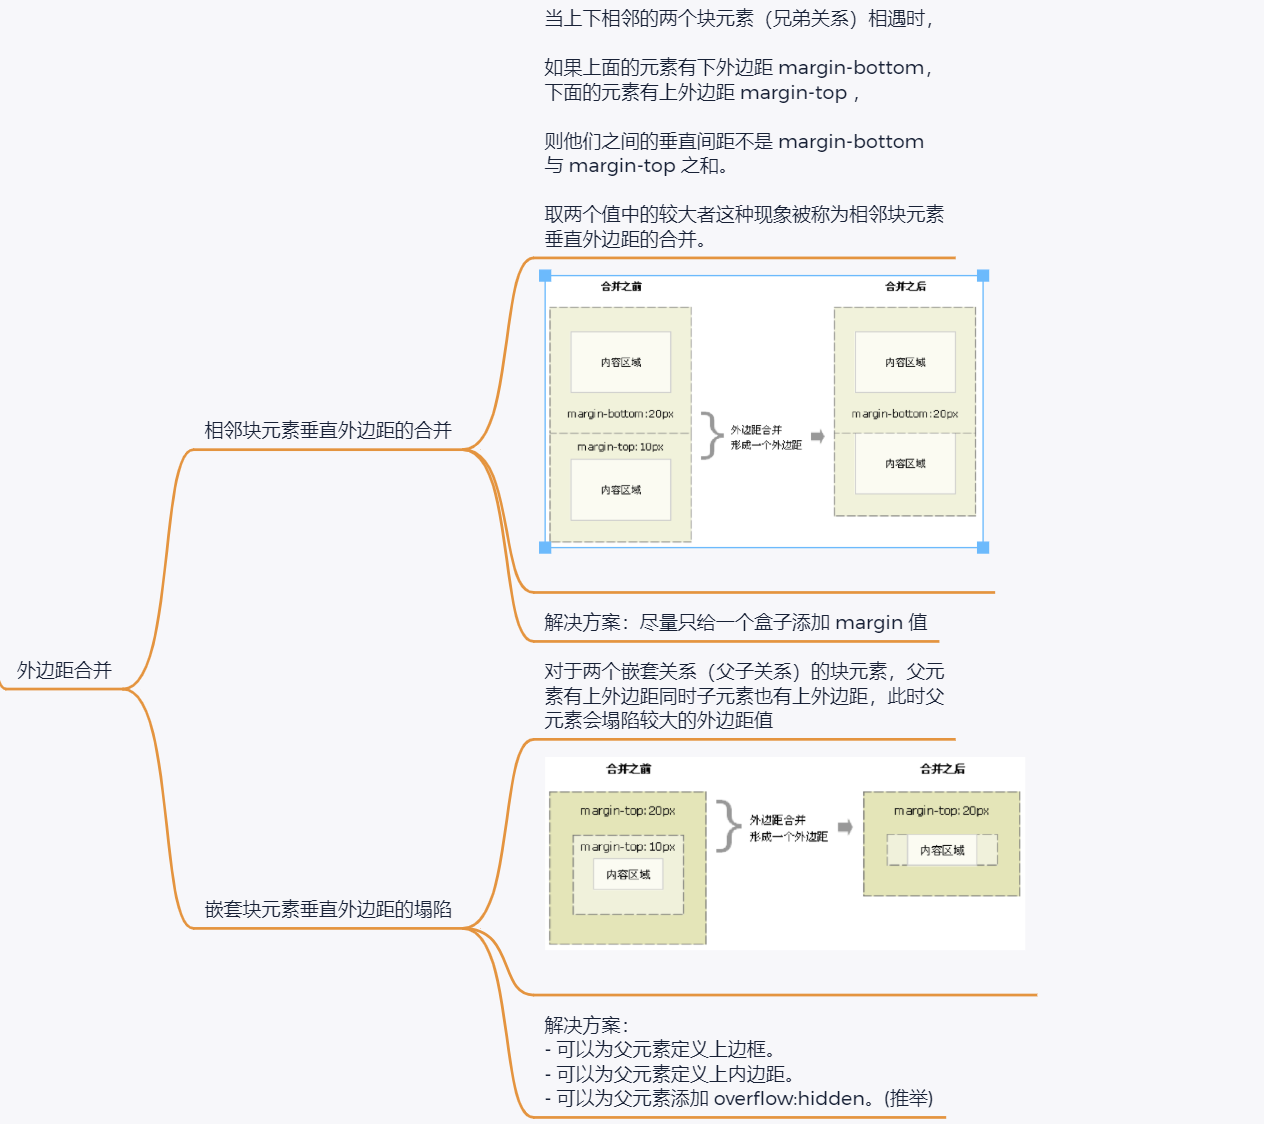 当上下相邻的两个块元素（兄弟关系）相遇时，
如果上面的元素有下外边距 margin-bottom，
下面的元素有上外边距 margin-top ，
则他们之间的垂直间距不是 margin-bottom
与 margin-top 之和。
取两个值中的较大者这种现象被称为相邻块元素
垂直外边距的合并。
合并之前
合并之后
内容区域
内容区域
margin-bottom:20px
margin-bottom:20px
外边距合并
形成一个外边距
margin-top:10px
内容区域
内容区域
相邻块元素垂直外边距的合并
解决方案：尽量只给一个盒子添加 margin 值
外边距合并
对于两个嵌套关系（父子关系）的块元素，父元
素有上外边距同时子元素也有上外边距，此时父
元素会塌陷较大的外边距值
合并之前
合并之后
margin-top:20px
margin-top:20px
外边距合并
形成一个外边距
margin-top:10px
内容区域
内容区域
嵌套块元素垂直外边距的塌陷
解决方案：
- 可以为父元素定义上边框。
- 可以为父元素定义上内边距。
- 可以为父元素添加 overflow:hidden。(推举)